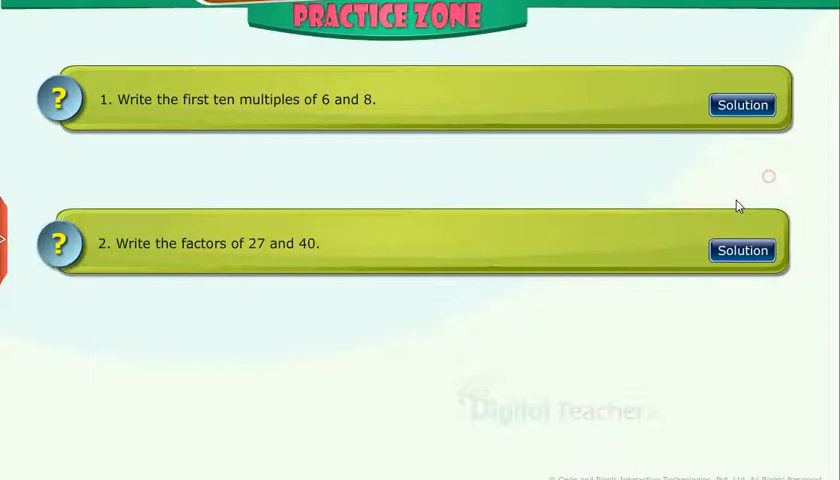 PRACTICE ZONE
? 1. Write the first ten multiples of 6 and 8.
Solution
? 2. Write the factors of 27 and 40.
Solution
Digital Teacher